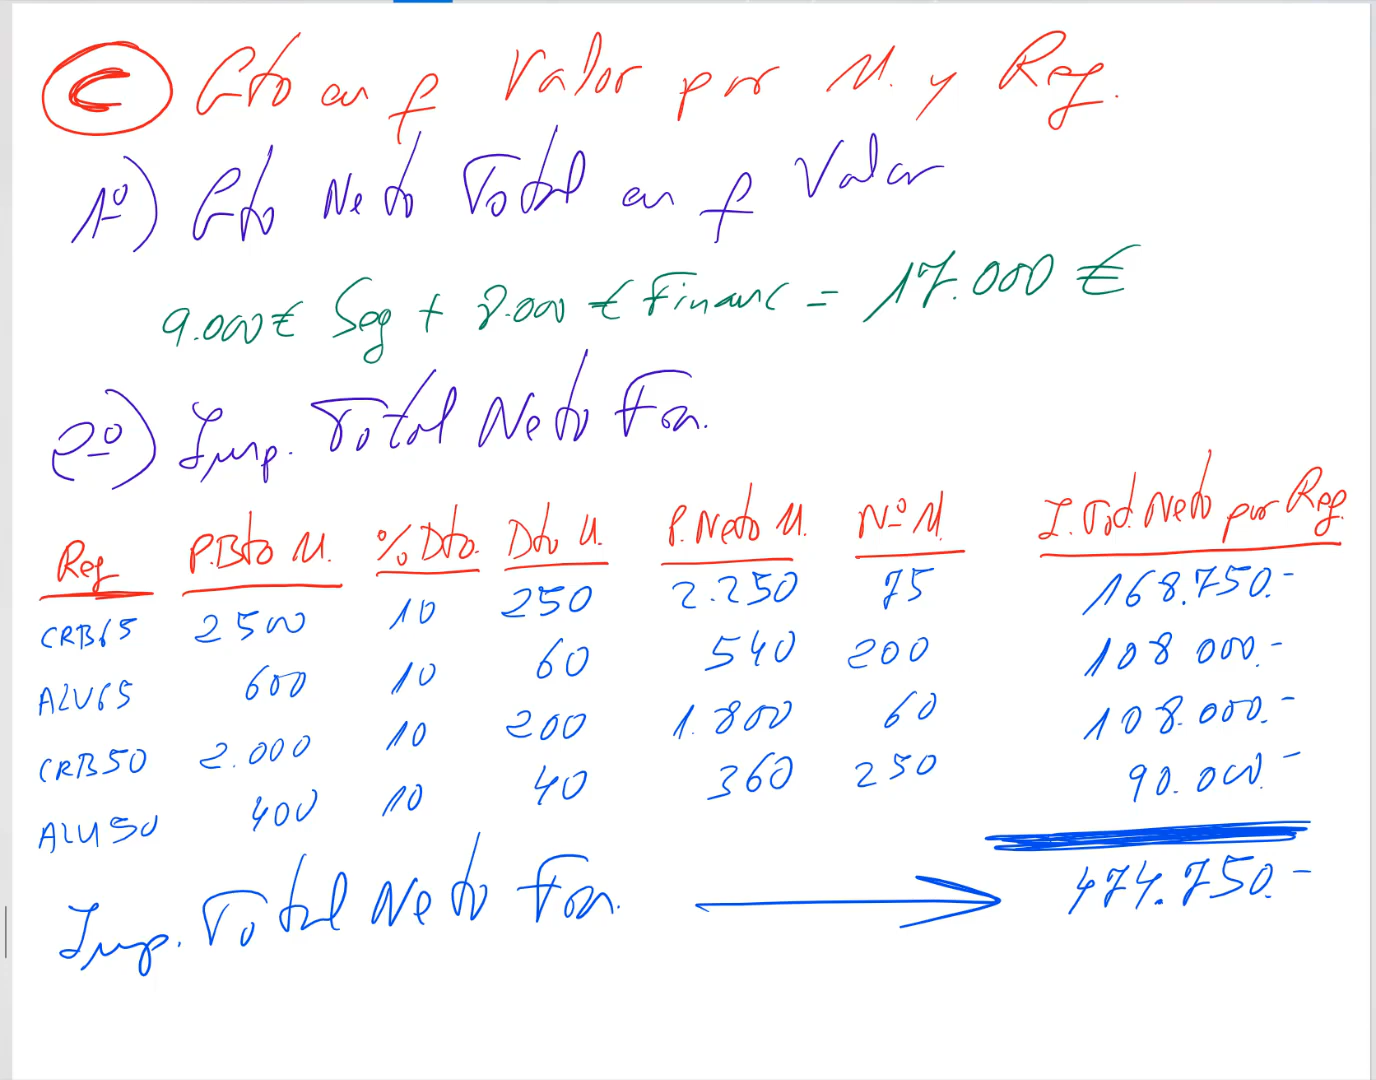 C Gto en f Valor por U. y Ref.
1º) Gto Neto Total en f Valor
9.000€ Seg + 8.000 € Financ = 17.000 €
2º) Imp. Total Neto Fra.
Ref P.Bto U. % Dto. Dto U. P.Neto U. Nº U I. Tot. Neto por Ref.
CRB65 2500 10 250 2.250 75 168.750.-
ALU65 600 10 60 540 200 108 000.-
CRB50 2.000 10 200 1.800 60 108.000.-
ALU50 400 10 40 360 250 90.000.-
Imp. Total Neto Fra. 474.750.-